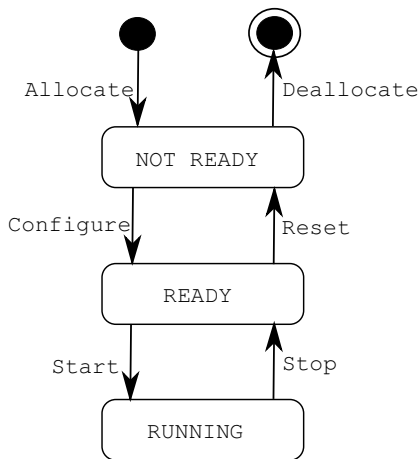 Allocate
Deallocate
NOT READY
Configure
Reset
READY
Start
Stop
RUNNING